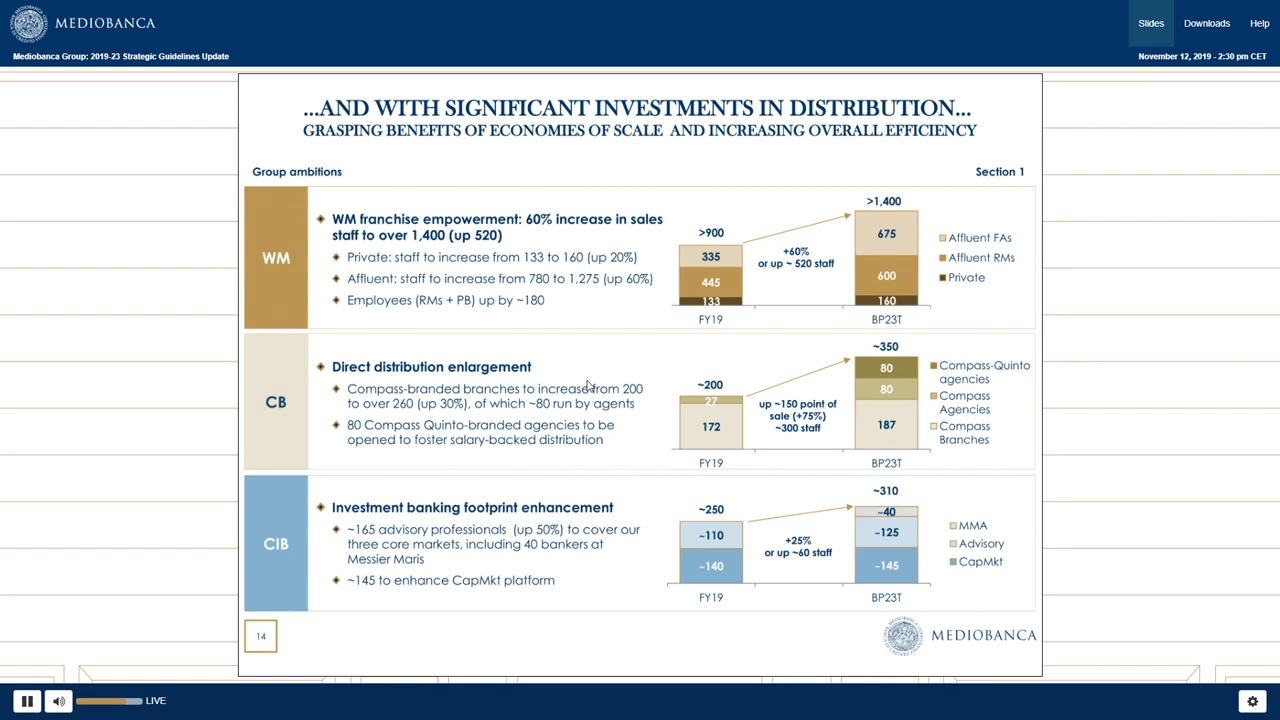 MEDIOBANCA
Slides
Downloads
Help
Mediobanca Group: 2019-23 Strategic Guidelines Update
November 12, 2019 - 2:30 pm CET
...AND WITH SIGNIFICANT INVESTMENTS IN DISTRIBUTION...
GRASPING BENEFITS OF ECONOMIES OF SCALE AND INCREASING OVERALL EFFICIENCY
Group ambitions
Section 1
WM
WM franchise empowerment: 60% increase in sales
staff to over 1,400 (up 520)
Private: staff to increase from 133 to 160 (up 20%)
Affluent: staff to increase from 780 to 1,275 (up 60%)
Employees (RMs + PB) up by ~180
>900
335
445
133
FY19
+60%
or up ~ 520 staff
>1,400
675
600
160
BP23T
Affluent FAs
Affluent RMs
Private
CB
Direct distribution enlargement
Compass-branded branches to increase from 200
to over 260 (up 30%), of which ~80 run by agents
80 Compass Quinto-branded agencies to be
opened to foster salary-backed distribution
~200
27
172
FY19
up ~150 point of
sale (+75%)
~300 staff
~350
80
80
187
BP23T
Compass-Quinto
agencies
Compass
Agencies
Compass
Branches
CIB
Investment banking footprint enhancement
~165 advisory professionals (up 50%) to cover our
three core markets, including 40 bankers at
Messier Maris
~145 to enhance CapMkt platform
~250
~110
~140
FY19
+25%
or up ~60 staff
~310
~40
~125
~145
BP23T
MMA
Advisory
CapMkt
14
MEDIOBANCA
LIVE